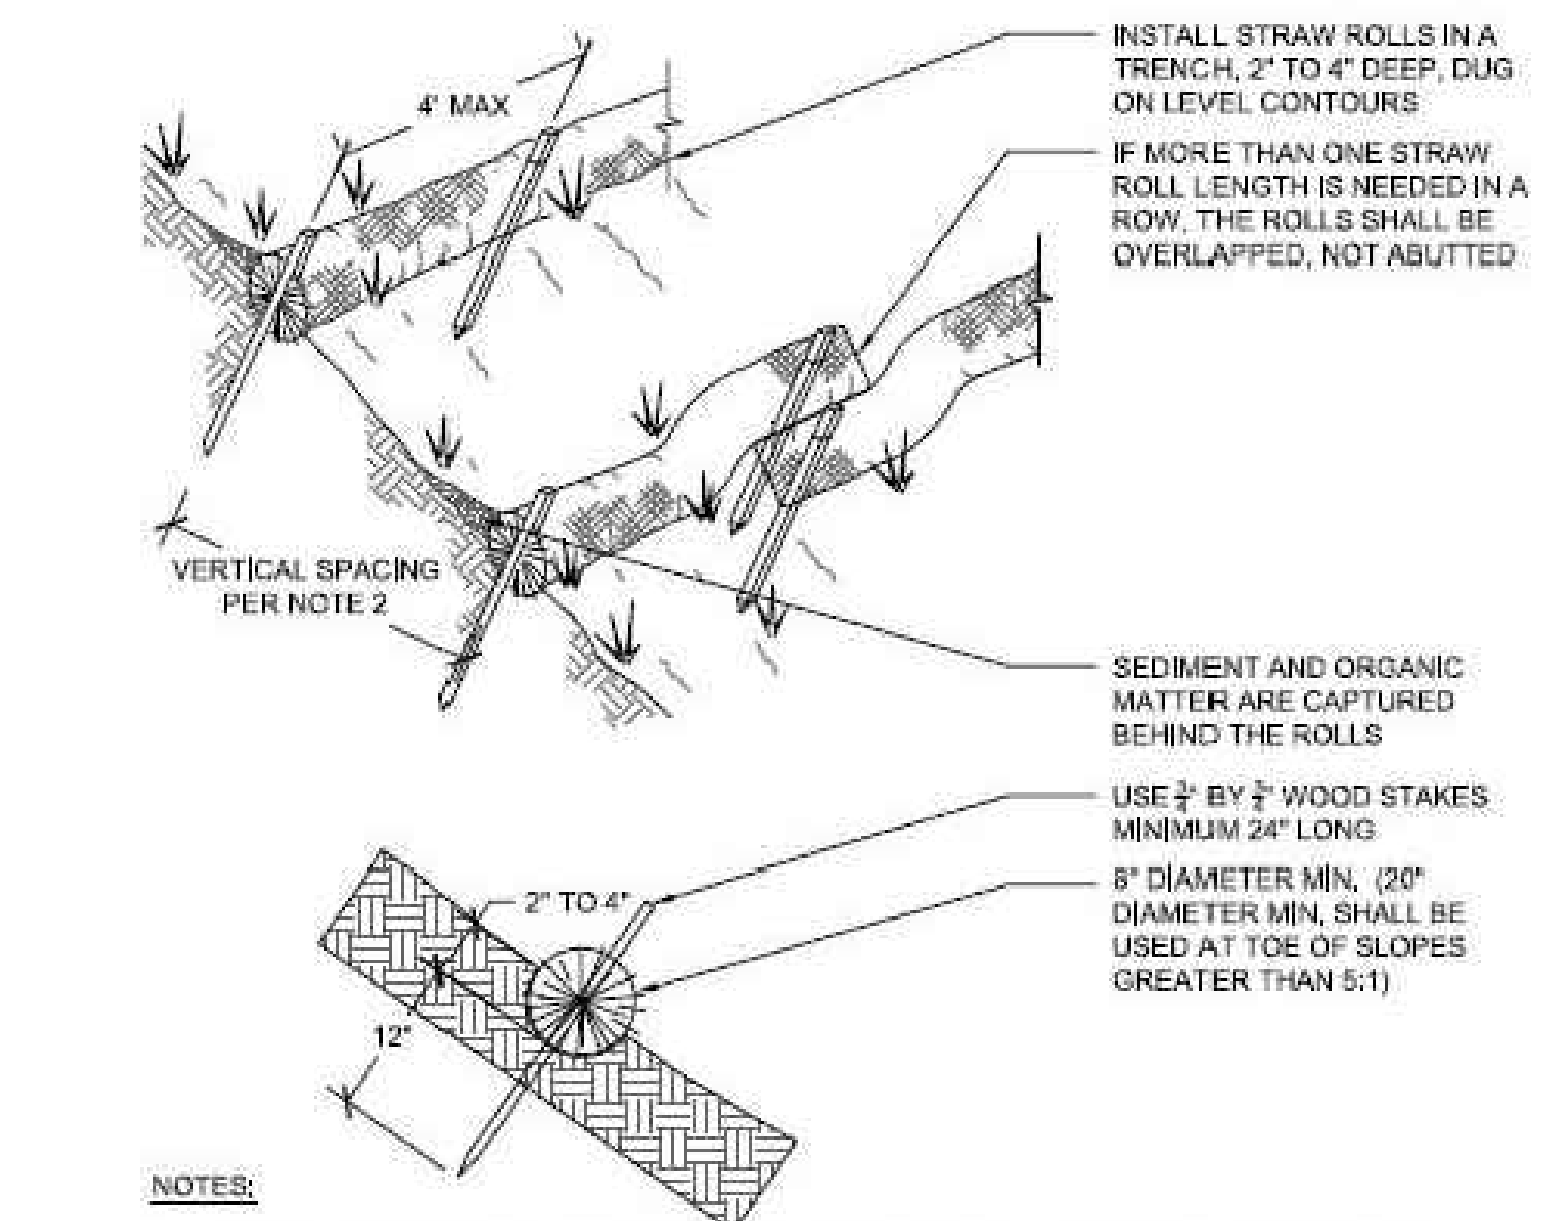 INSTALL STRAW ROLLS IN A
TRENCH, 2" TO 4" DEEP, DUG
ON LEVEL CONTOURS
4' MAX
IF MORE THAN ONE STRAW
ROLL LENGTH IS NEEDED IN A
ROW, THE ROLLS SHALL BE
OVERLAPPED, NOT ABUTTED
VERTICAL SPACING
PER NOTE 2
SEDIMENT AND ORGANIC
MATTER ARE CAPTURED
BEHIND THE ROLLS
USE BY WOOD STAKES
MINIMUM 24" LONG
8" DIAMETER MIN. (20"
DIAMETER MIN. SHALL BE
USED AT TOE OF SLOPES
GREATER THAN 5:1)
2" TO 4"
12"
NOTES: